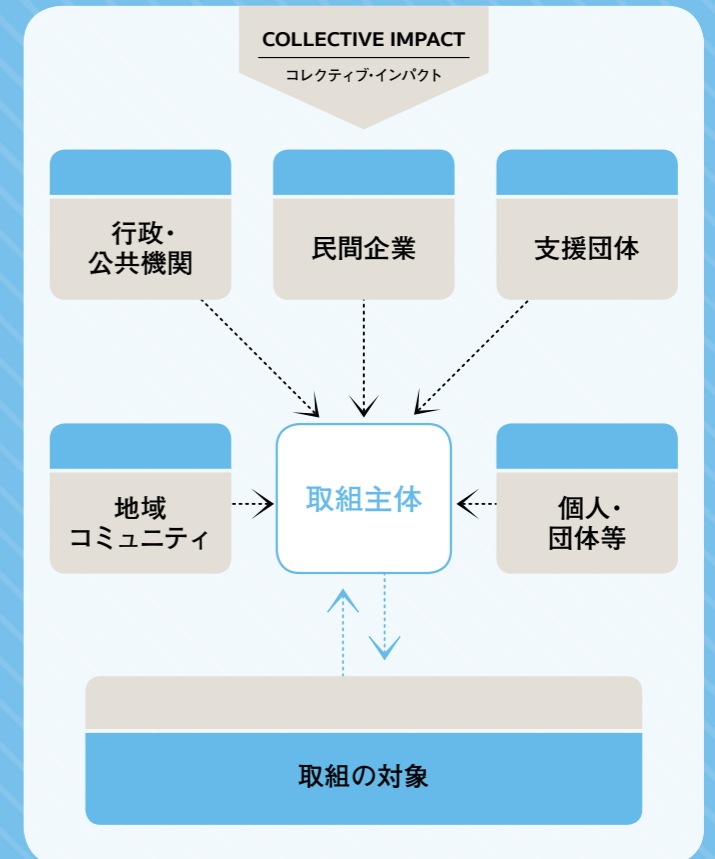 COLLECTIVE IMPACT
コレクティブ・インパクト
行政・
公共機関
民間企業
支援団体
地域
コミュニティ
取組主体
個人・
団体等
取組の対象